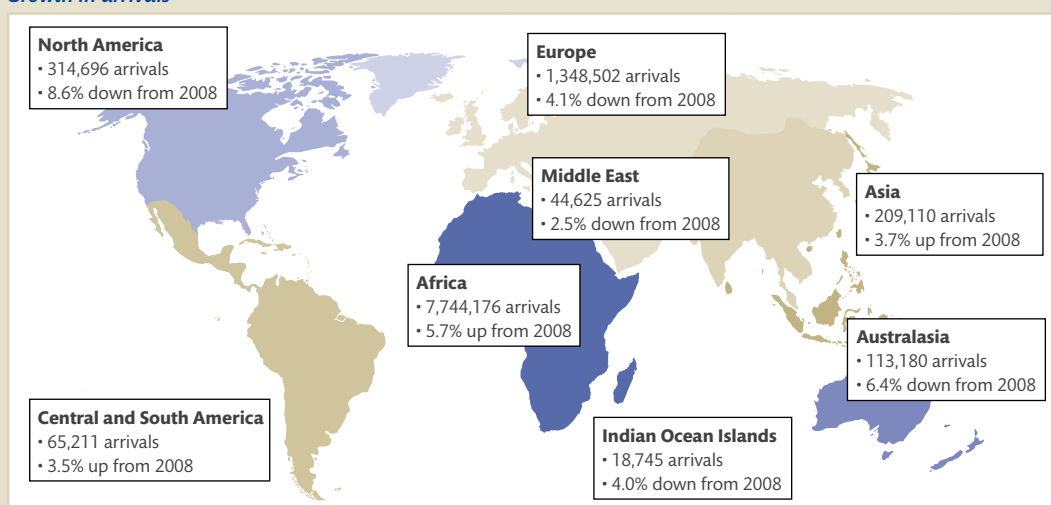 Growth in arrivals
North America
• 314,696 arrivals
• 8.6% down from 2008
Europe
• 1,348,502 arrivals
• 4.1% down from 2008
Middle East
• 44,625 arrivals
• 2.5% down from 2008
Asia
• 209,110 arrivals
• 3.7% up from 2008
Africa
• 7,744,176 arrivals
• 5.7% up from 2008
Australasia
• 113,180 arrivals
• 6.4% down from 2008
Central and South America
• 65,211 arrivals
• 3.5% up from 2008
Indian Ocean Islands
• 18,745 arrivals
• 4.0% down from 2008